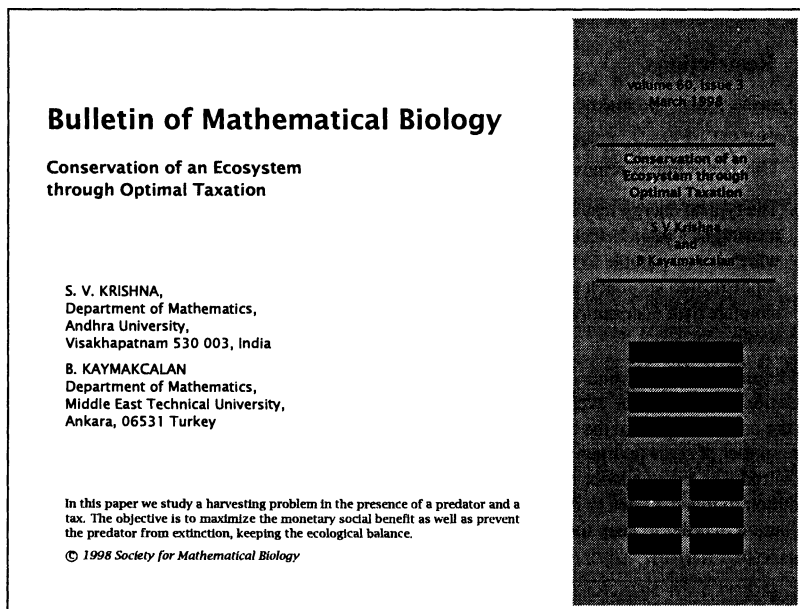 Bulletin of Mathematical Biology
Conservation of an Ecosystem
through Optimal Taxation
S. V. KRISHNA,
Department of Mathematics,
Andhra University,
Visakhapatnam 530 003, India
B. KAYMAKCALAN
Department of Mathematics,
Middle East Technical University,
Ankara, 06531 Turkey
In this paper we study a harvesting problem in the presence of a predator and a
tax. The objective is to maximize the monetary social benefit as well as prevent
the predator from extinction, keeping the ecological balance.
© 1998 Society for Mathematical Biology
volume 60, issue 3
March 1998
Conservation of an
Ecosystem through
Optimal Taxation
S V Krishna
and
B Kayamakcalan